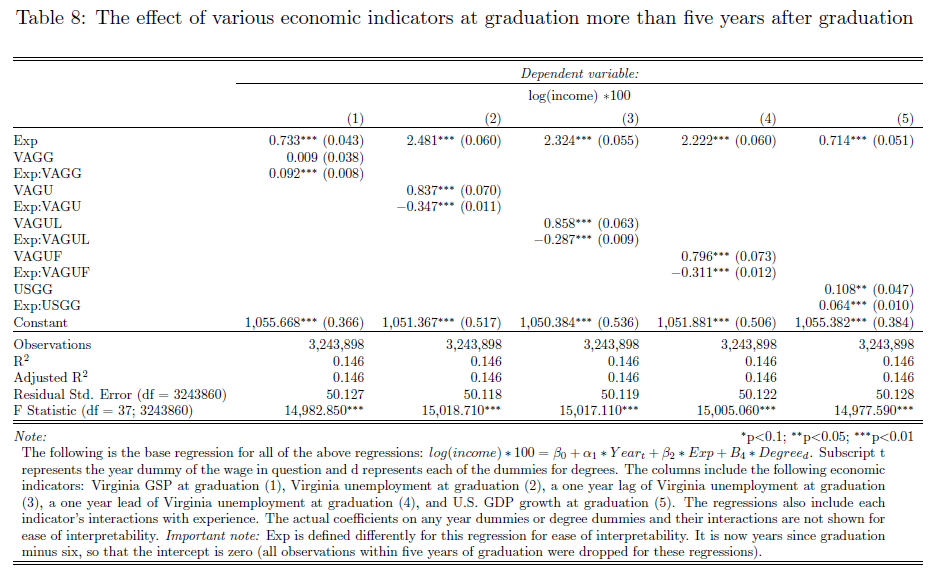 Table 8: The effect of various economic indicators at graduation more than five years after graduation
Dependent variable:
log(income) ∗100
(1) (2) (3) (4) (5)
Exp 0.733*** (0.043) 2.481*** (0.060) 2.324*** (0.055) 2.222*** (0.060) 0.714*** (0.051)
VAGG 0.009 (0.038)
Exp:VAGG 0.092*** (0.008)
VAGU 0.837*** (0.070)
Exp:VAGU −0.347*** (0.011)
VAGUL 0.858*** (0.063)
Exp:VAGUL −0.287*** (0.009)
VAGUF 0.796*** (0.073)
Exp:VAGUF −0.311*** (0.012)
USGG 0.108** (0.047)
Exp:USGG 0.064*** (0.010)
Constant 1,055.668*** (0.366) 1,051.367*** (0.517) 1,050.384*** (0.536) 1,051.881*** (0.506) 1,055.382*** (0.384)
Observations 3,243,898 3,243,898 3,243,898 3,243,898 3,243,898
R² 0.146 0.146 0.146 0.146 0.146
Adjusted R² 0.146 0.146 0.146 0.146 0.146
Residual Std. Error (df = 3243860) 50.127 50.118 50.119 50.122 50.128
F Statistic (df = 37; 3243860) 14,982.850*** 15,018.710*** 15,017.110*** 15,005.060*** 14,977.590***
Note: *p<0.1; **p<0.05; ***p<0.01
The following is the base regression for all of the above regressions: log(income) ∗ 100 = β₀ + α₁ ∗ Yearₜ + β₂ ∗ Exp + B₄ ∗ Degree_d. Subscript t
represents the year dummy of the wage in question and d represents each of the dummies for degrees. The columns include the following economic
indicators: Virginia GSP at graduation (1), Virginia unemployment at graduation (2), a one year lag of Virginia unemployment at graduation
(3), a one year lead of Virginia unemployment at graduation (4), and U.S. GDP growth at graduation (5). The regressions also include each
indicator's interactions with experience. The actual coefficients on any year dummies or degree dummies and their interactions are not shown for
ease of interpretability. Important note: Exp is defined differently for this regression for ease of interpretability. It is now years since graduation
minus six, so that the intercept is zero (all observations within five years of graduation were dropped for these regressions).